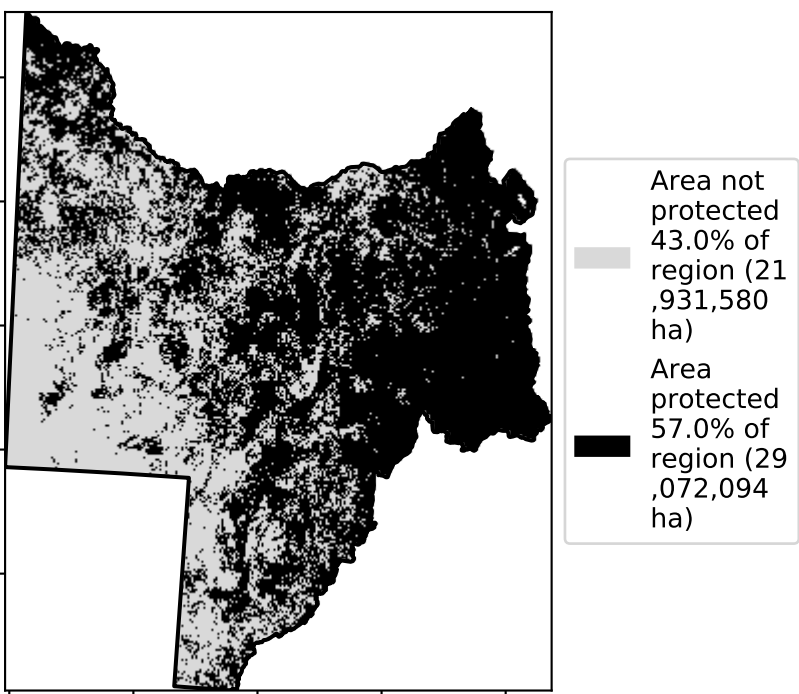 Area not
protected
43.0% of
region (21
,931,580
ha)
Area
protected
57.0% of
region (29
,072,094
ha)